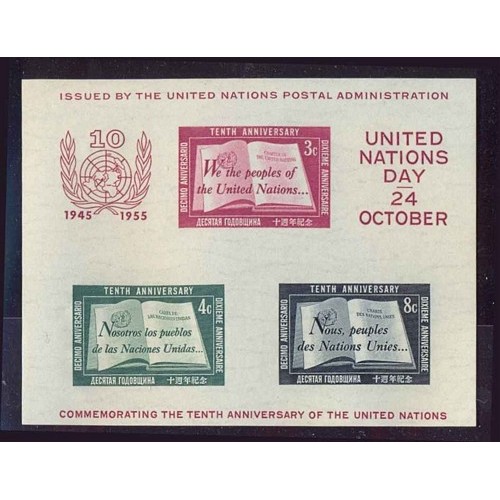 ISSUED BY THE UNITED NATIONS POSTAL ADMINISTRATION
10
1945 1955
TENTH ANNIVERSARY
3c
DECIMO ANIVERSARIO
We the peoples of
the United Nations...
DIXIEME ANNIVERSAIRE
ДЕСЯТАЯ ГОДОВЩИНА 十週年紀念
UNITED
NATIONS
DAY
—
24
OCTOBER
TENTH ANNIVERSARY
4c
DECIMO ANIVERSARIO
Nosotros los pueblos
de las Naciones Unidas...
DIXIEME ANNIVERSAIRE
ДЕСЯТАЯ ГОДОВЩИНА 十週年紀念
TENTH ANNIVERSARY
8c
DECIMO ANIVERSARIO
Nous, peuples
des Nations Unies...
DIXIEME ANNIVERSAIRE
ДЕСЯТАЯ ГОДОВЩИНА 十週年紀念
COMMEMORATING THE TENTH ANNIVERSARY OF THE UNITED NATIONS